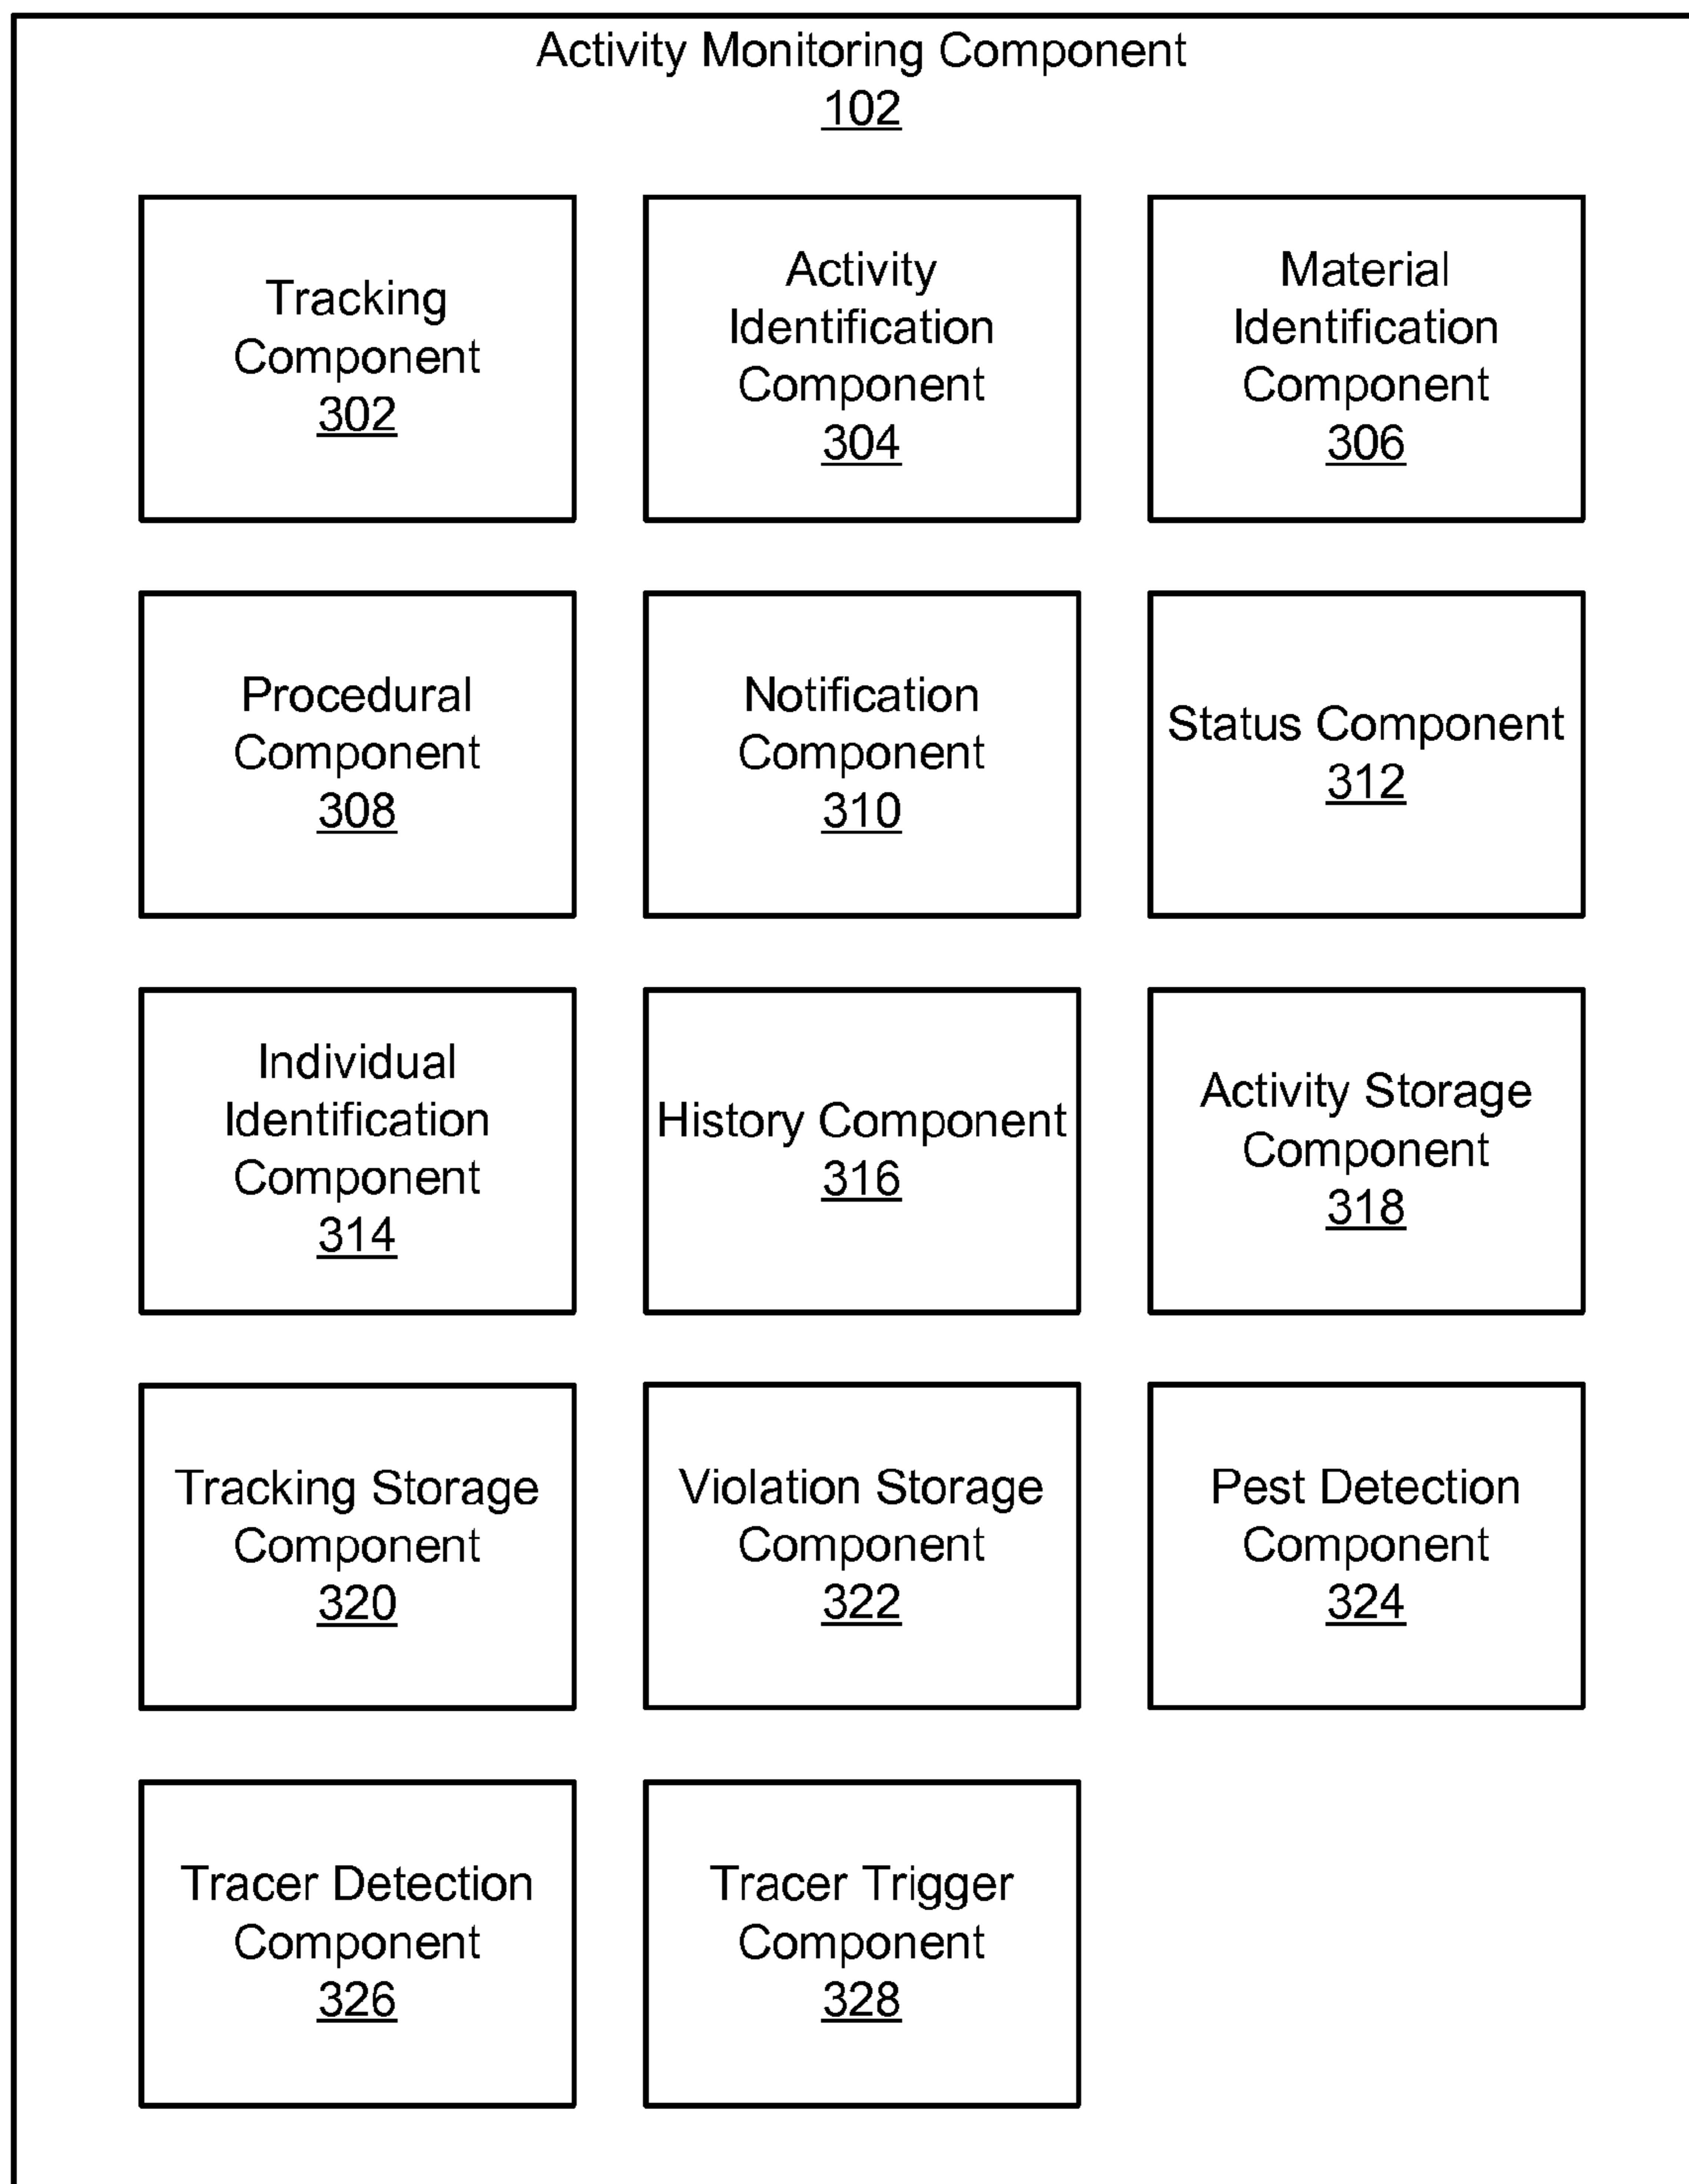 Activity Monitoring Component
102
Tracking
Component
302
Activity
Identification
Component
304
Material
Identification
Component
306
Procedural
Component
308
Notification
Component
310
Status Component
312
Individual
Identification
Component
314
History Component
316
Activity Storage
Component
318
Tracking Storage
Component
320
Violation Storage
Component
322
Pest Detection
Component
324
Tracer Detection
Component
326
Tracer Trigger
Component
328